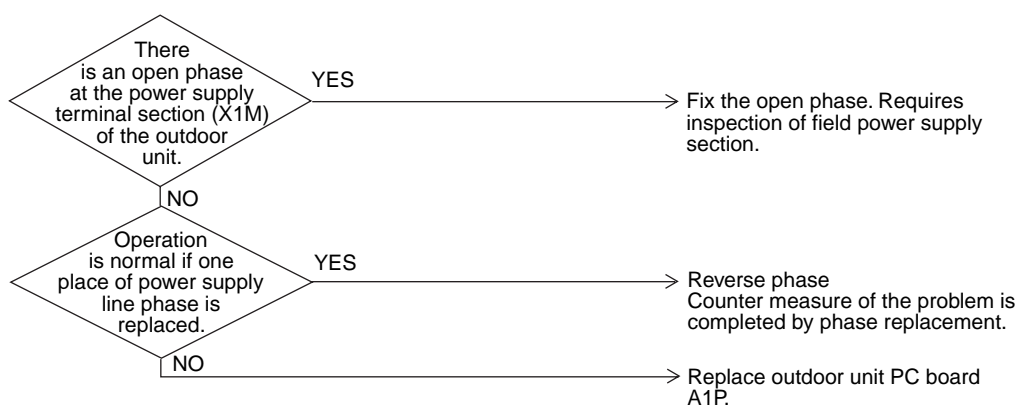 There
is an open phase
at the power supply
terminal section (X1M)
of the outdoor
unit.
YES
Fix the open phase. Requires
inspection of field power supply
section.
NO
Operation
is normal if one
place of power supply
line phase is
replaced.
YES
Reverse phase
Counter measure of the problem is
completed by phase replacement.
NO
Replace outdoor unit PC board
A1P.